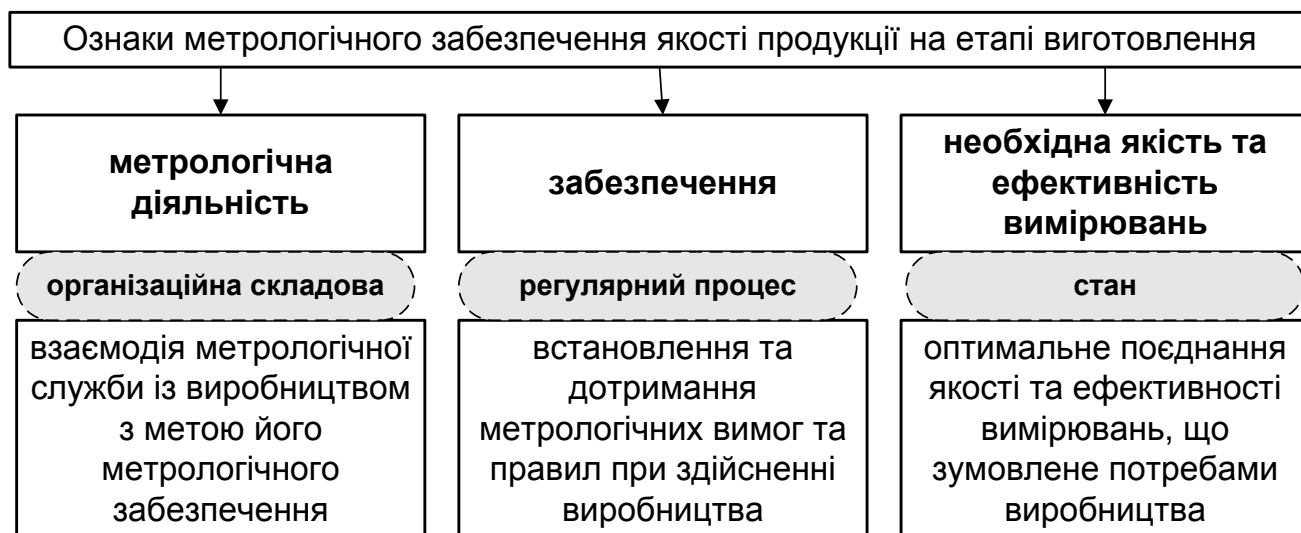 Ознаки метрологічного забезпечення якості продукції на етапі виготовлення
метрологічна
діяльність
організаційна складова
взаємодія метрологічної
служби із виробництвом
з метою його
метрологічного
забезпечення
забезпечення
регулярний процес
встановлення та
дотримання
метрологічних вимог та
правил при здійсненні
виробництва
необхідна якість та
ефективність
вимірювань
стан
оптимальне поєднання
якості та ефективності
вимірювань, що
зумовлене потребами
виробництва